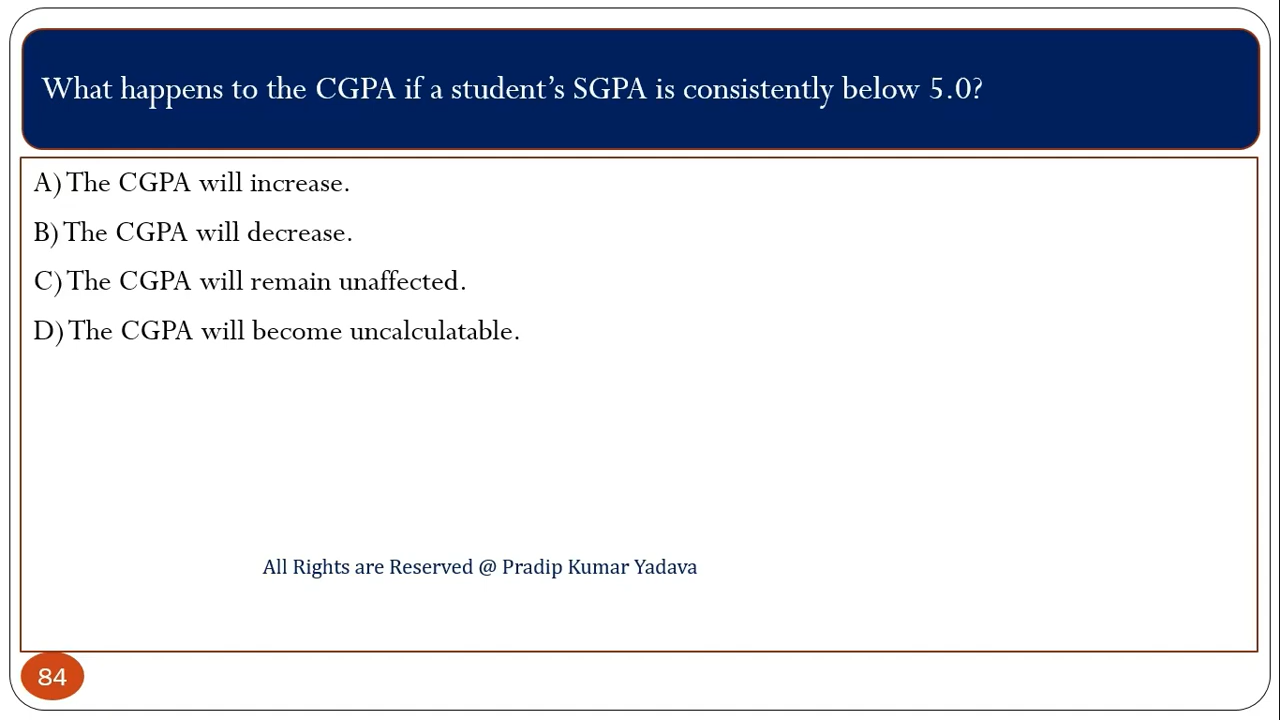 What happens to the CGPA if a student’s SGPA is consistently below 5.0?
A) The CGPA will increase.
B) The CGPA will decrease.
C) The CGPA will remain unaffected.
D) The CGPA will become uncalculatable.
All Rights are Reserved @ Pradip Kumar Yadava
84